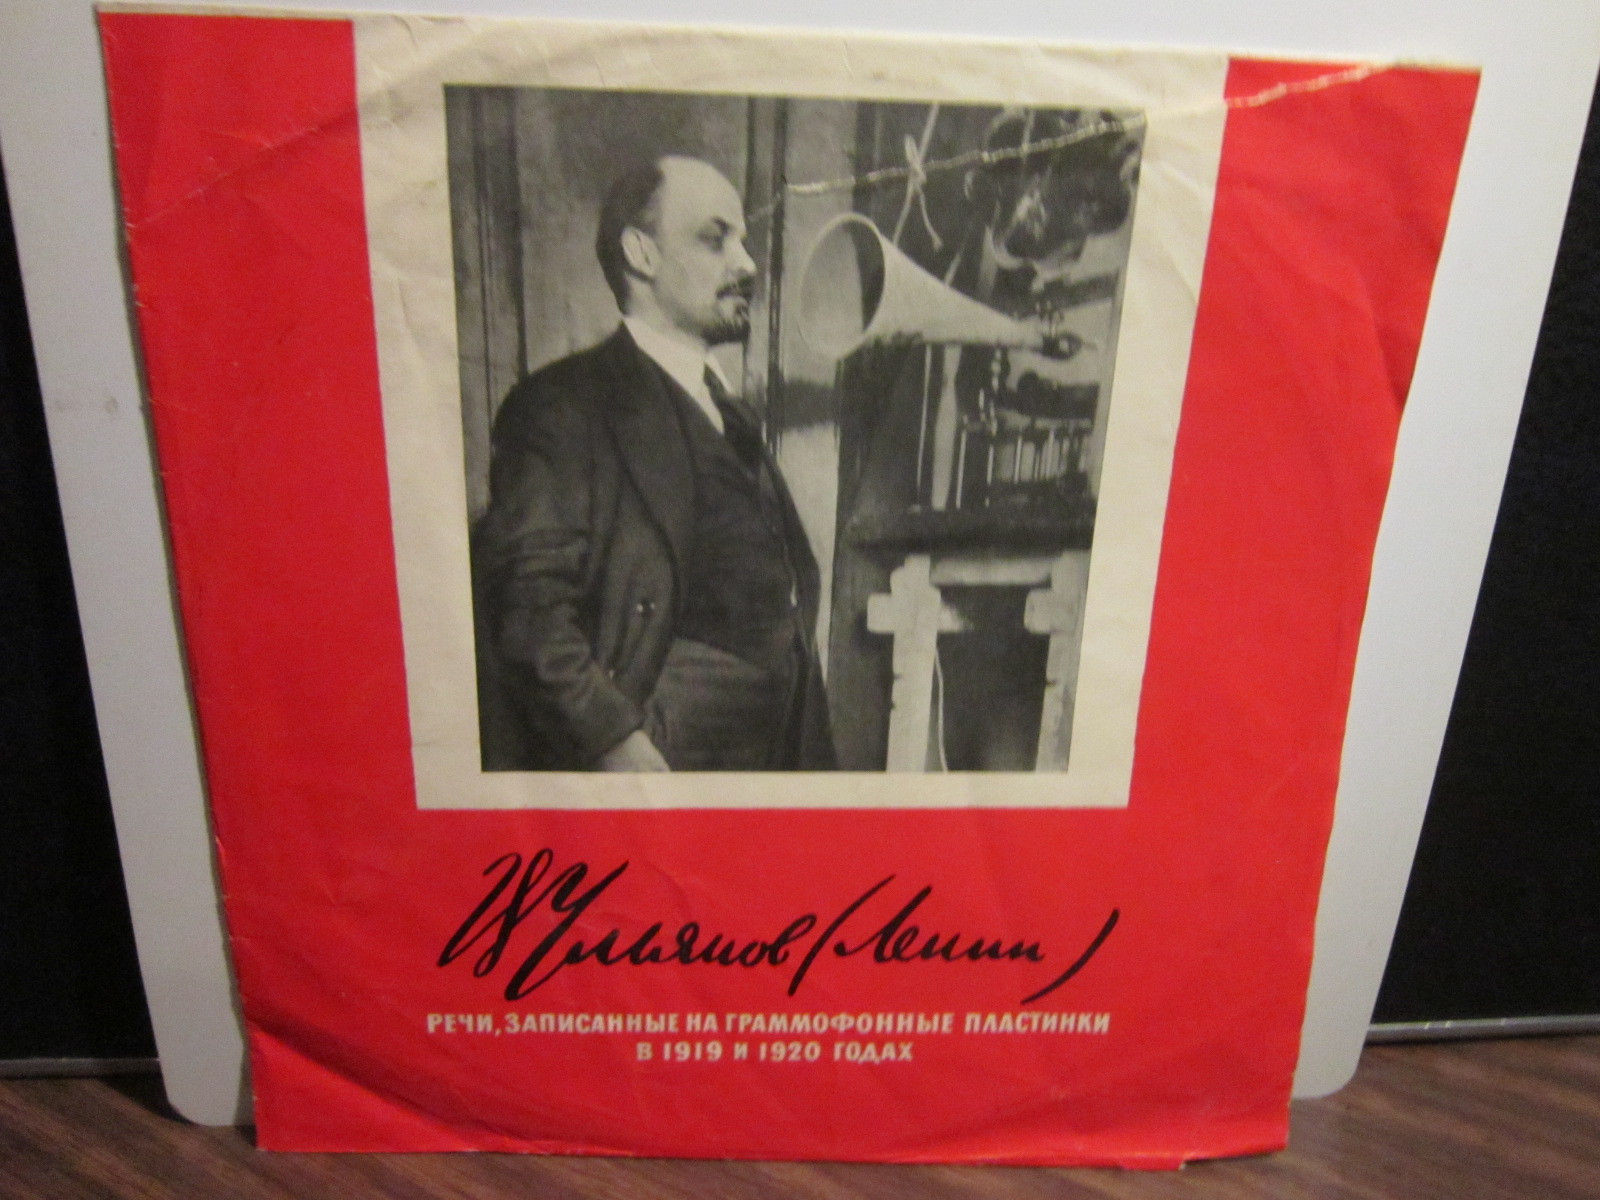 В Ульянов (Ленин)
РЕЧИ, ЗАПИСАННЫЕ НА ГРАММОФОННЫЕ ПЛАСТИНКИ
В 1919 И 1920 ГОДАХ